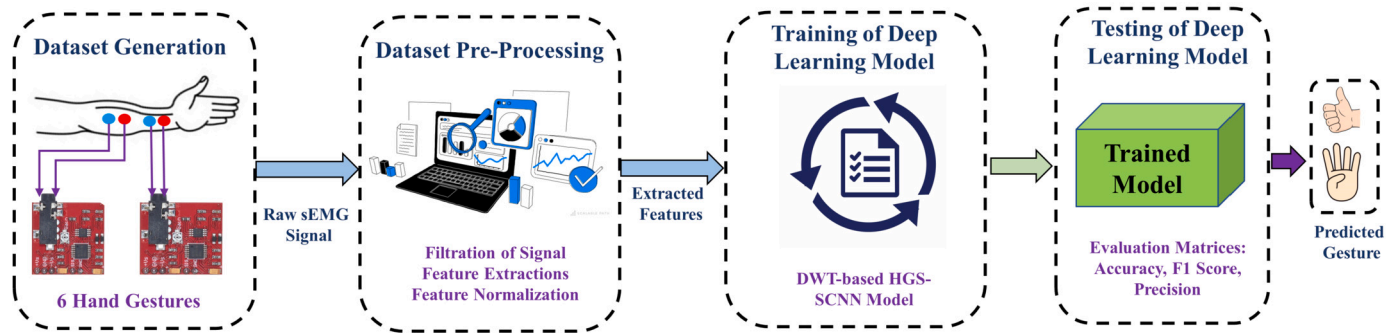 Dataset Generation
6 Hand Gestures
Raw sEMG
Signal
Dataset Pre-Processing
Filtration of Signal
Feature Extractions
Feature Normalization
Extracted
Features
Training of Deep
Learning Model
DWT-based HGS-
SCNN Model
Testing of Deep
Learning Model
Trained
Model
Evaluation Matrices:
Accuracy, F1 Score,
Precision
Predicted
Gesture